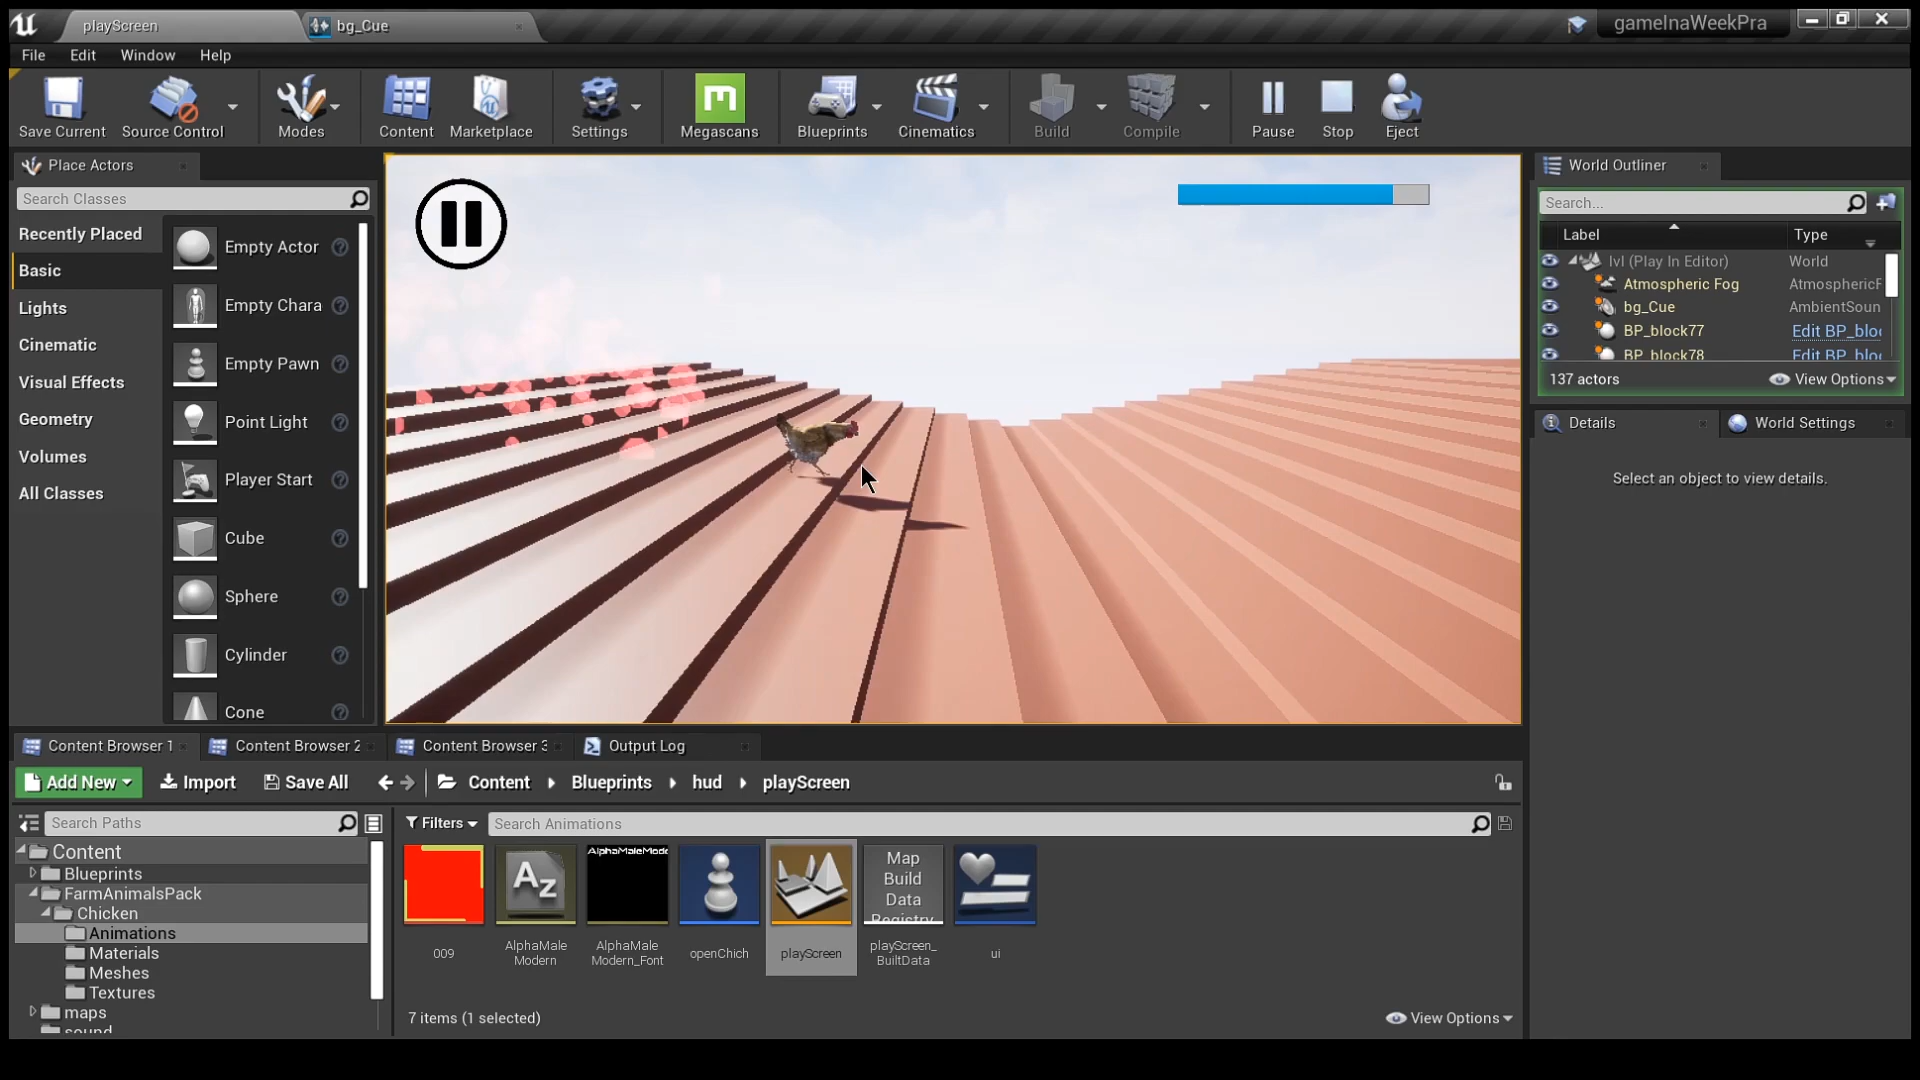 playScreen
bg_Cue
gameInaWeekPra
File Edit Window Help
Save Current
Source Control
Modes
Content
Marketplace
Settings
Megascans
Blueprints
Cinematics
Build
Compile
Pause
Stop
Eject
Place Actors
Search Classes
Recently Placed
Basic
Lights
Cinematic
Visual Effects
Geometry
Volumes
All Classes
Empty Actor
Empty Chara
Empty Pawn
Point Light
Player Start
Cube
Sphere
Cylinder
Cone
World Outliner
Search...
Label Type
lvl (Play In Editor) World
Atmospheric Fog AtmosphericF
bg_Cue AmbientSoun
BP_block77 Edit BP_bloc
BP_block78 Edit BP_bloc
137 actors View Options
Details World Settings
Select an object to view details.
Content Browser 1
Content Browser 2
Content Browser 3
Output Log
Add New Import Save All Content Blueprints hud playScreen
Search Paths
Filters Search Animations
Content
Blueprints
FarmAnimalsPack
Chicken
Animations
Materials
Meshes
Textures
maps
sound
Az
AlphaMaleMode
Map
Build
Data
Registry
009
AlphaMale
Modern
AlphaMale
Modern_Font
openChich
playScreen
playScreen_
BuiltData
ui
7 items (1 selected)
View Options